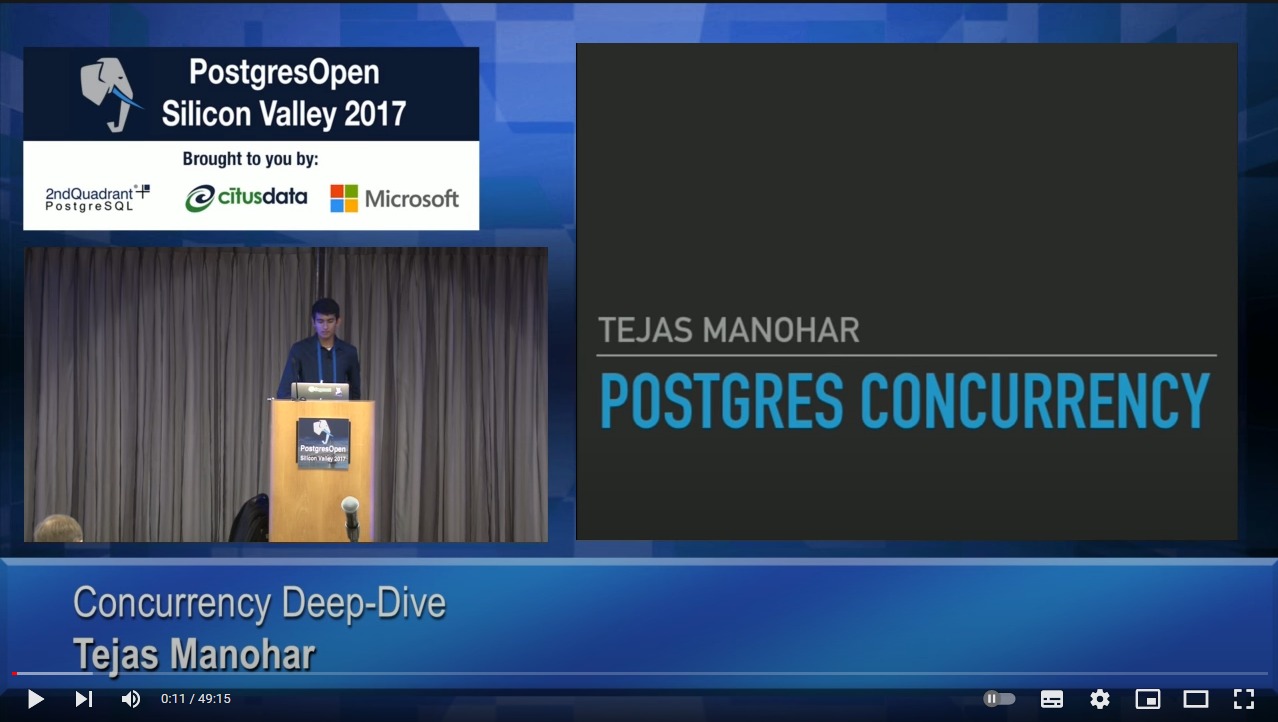 PostgresOpen
Silicon Valley 2017
Brought to you by:
2ndQuadrant
PostgreSQL
citusdata
Microsoft
TEJAS MANOHAR
POSTGRES CONCURRENCY
PostgresOpen
Silicon Valley 2017
Concurrency Deep-Dive
Tejas Manohar
0:11 / 49:15